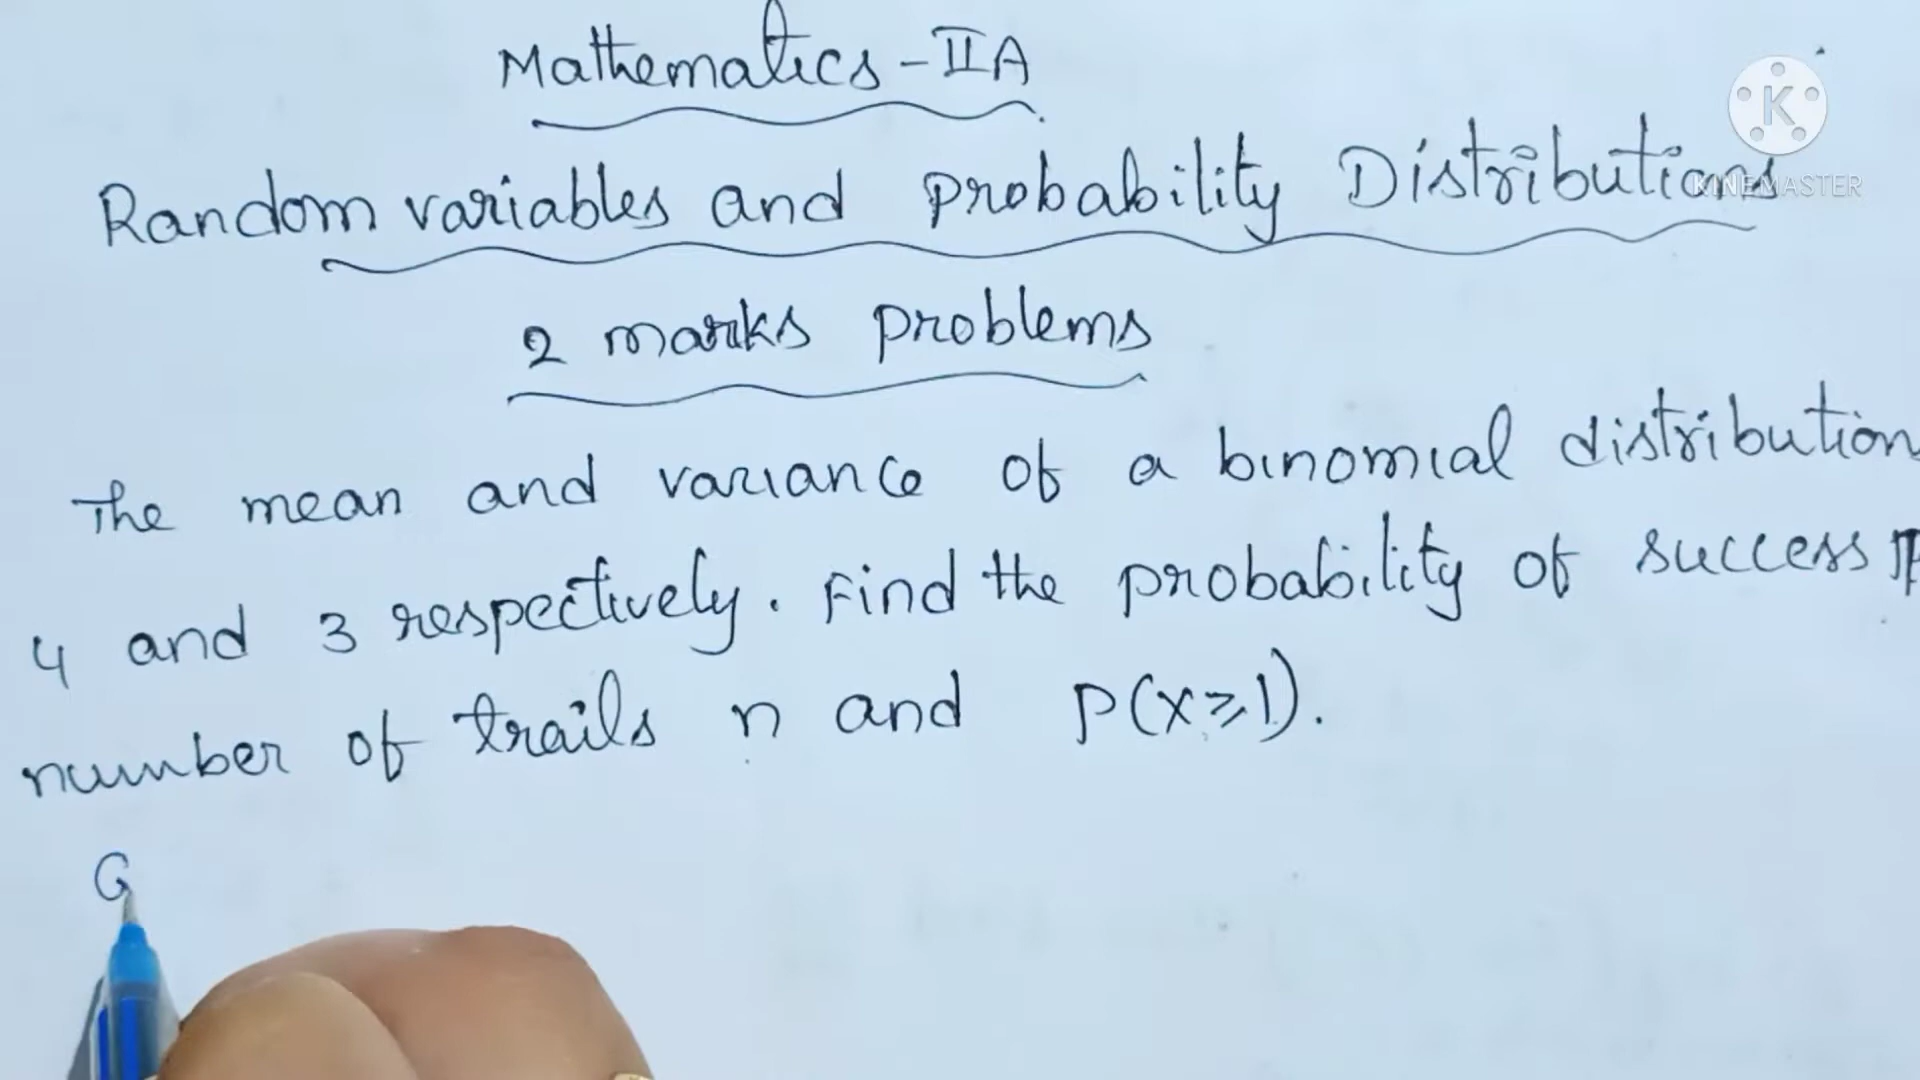 Mathematics - II A
Random variables and probability Distributions
K
KINEMASTER
2 marks problems
The mean and variance of a binomial distribution
4 and 3 respectively. Find the probability of success P
number of trails n and P(x≥1).
G